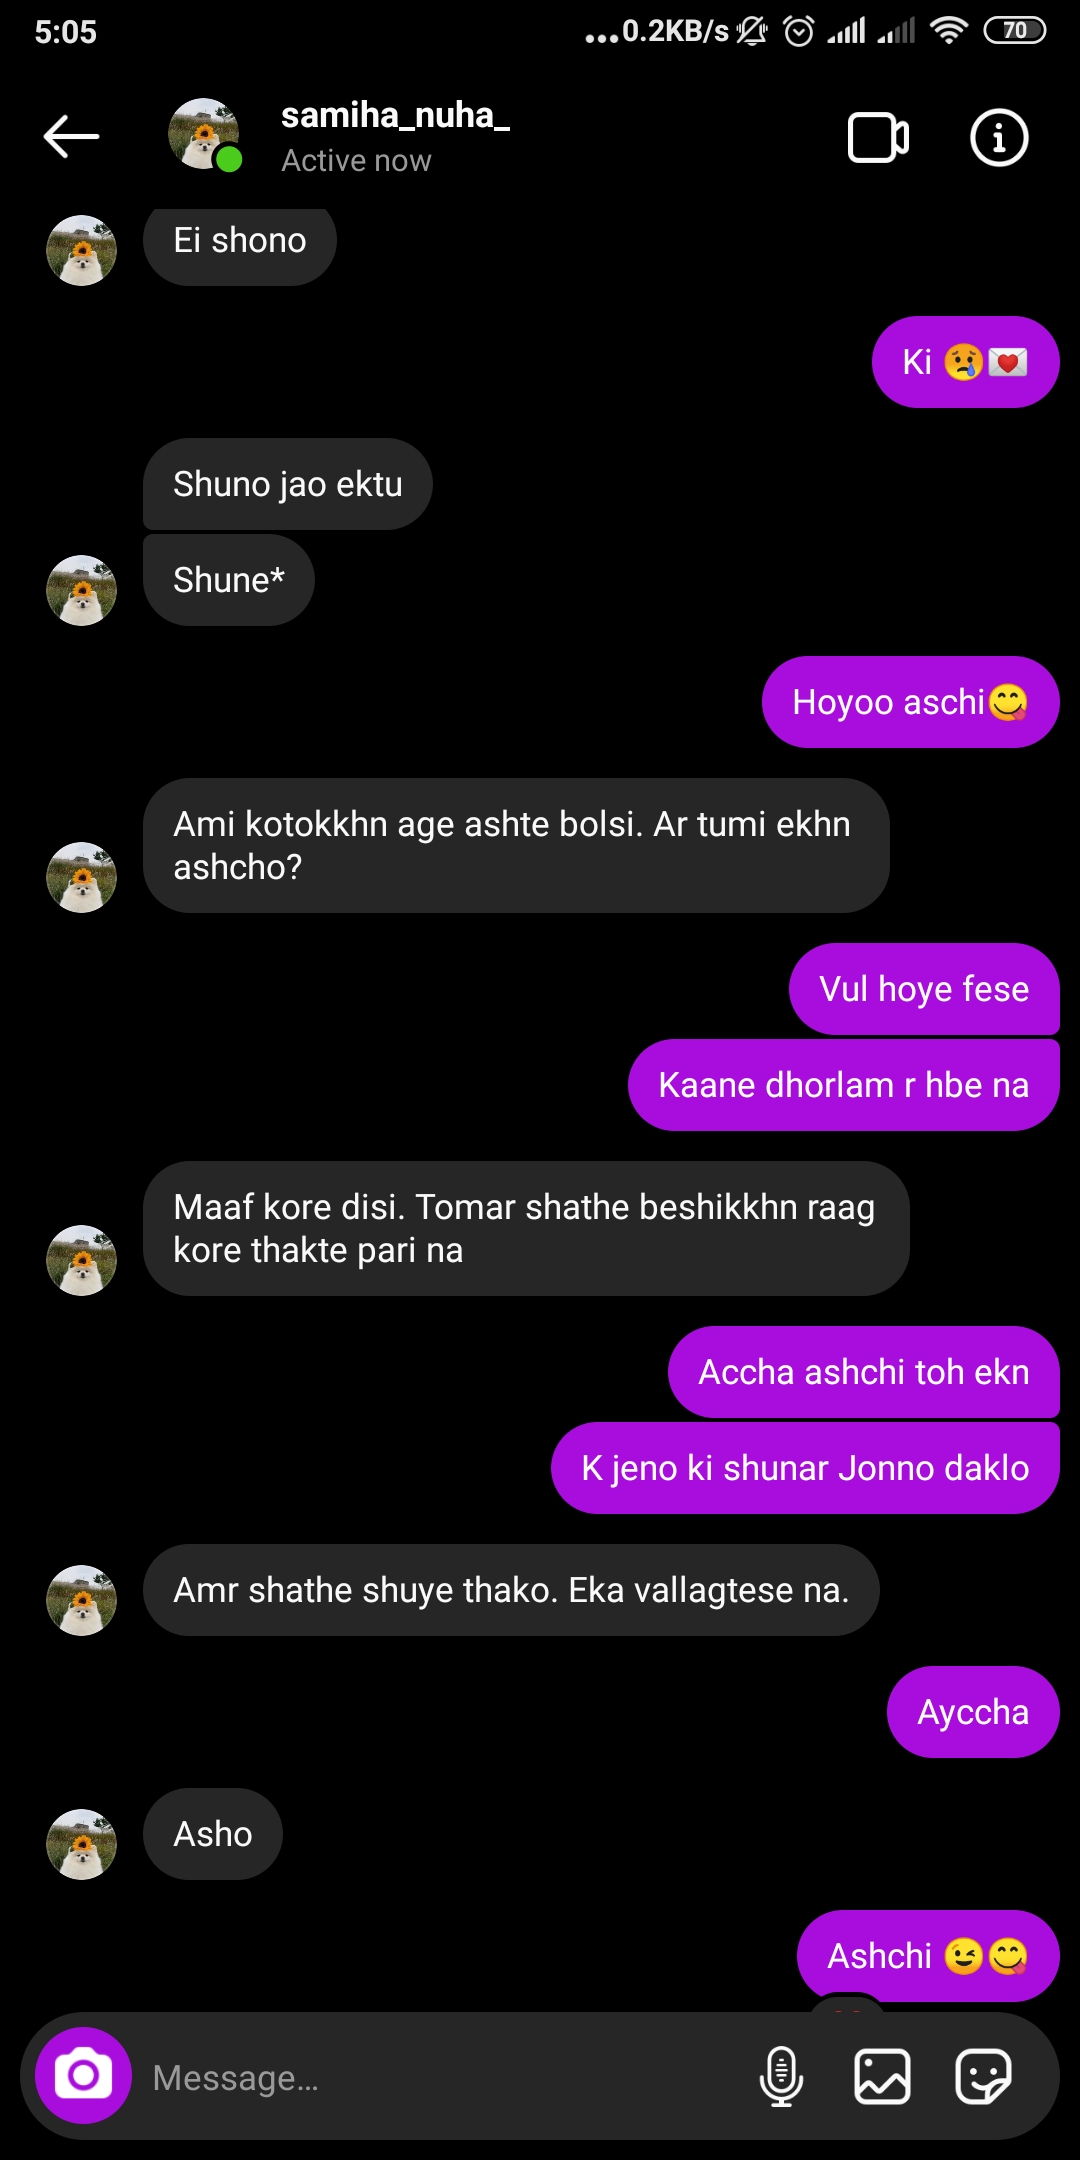 5:05
...0.2KB/s 70
samiha_nuha_
Active now
Ei shono
Ki 😢💌
Shuno jao ektu
Shune*
Hoyoo aschi😋
Ami kotokkhn age ashte bolsi. Ar tumi ekhn
ashcho?
Vul hoye fese
Kaane dhorlam r hbe na
Maaf kore disi. Tomar shathe beshikkhn raag
kore thakte pari na
Accha ashchi toh ekn
K jeno ki shunar Jonno daklo
Amr shathe shuye thako. Eka vallagtese na.
Ayccha
Asho
Ashchi 😉😋
Message...